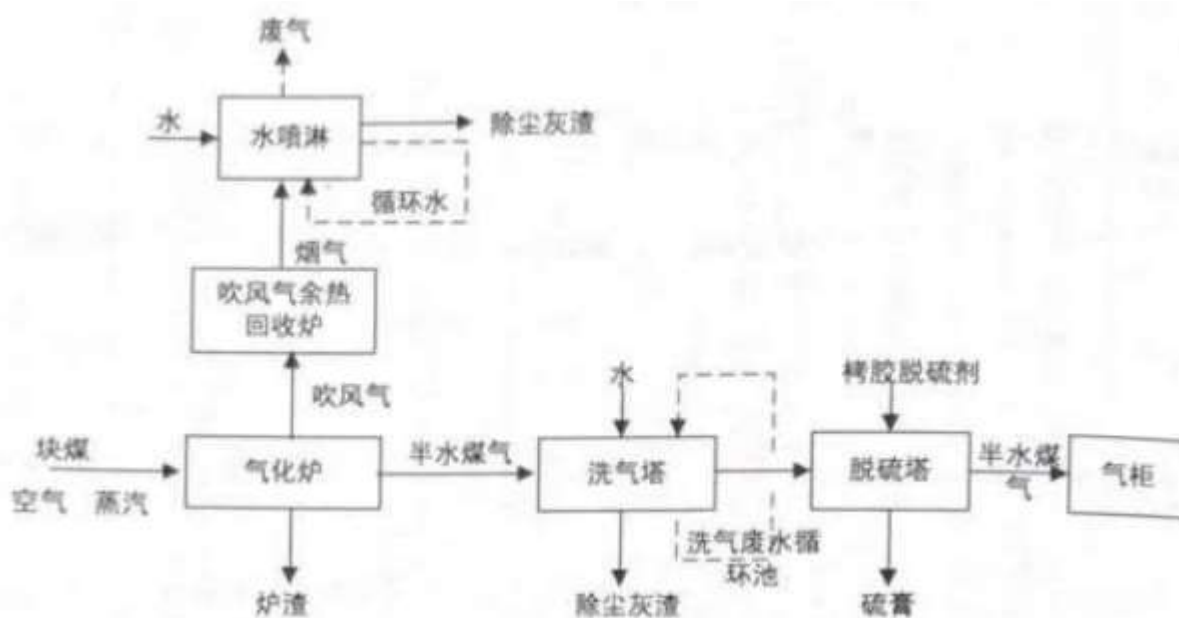 废气
水
水喷淋
除尘灰渣
循环水
烟气
吹风气余热
回收炉
吹风气
水
栲胶脱硫剂
块煤
气化炉
半水煤气
洗气塔
脱硫塔
半水煤
气
气柜
空气 蒸汽
洗气废水循
环池
炉渣
除尘灰渣
硫膏